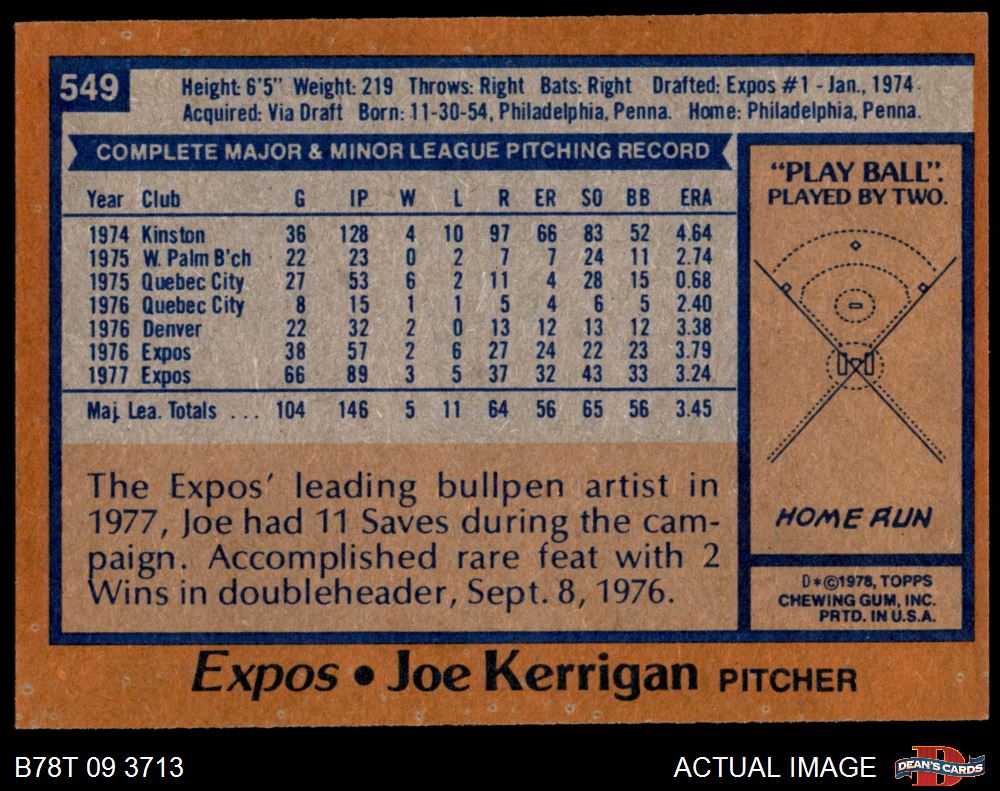 549
Height: 6'5" Weight: 219 Throws: Right Bats: Right Drafted: Expos #1 - Jan., 1974
Acquired: Via Draft Born: 11-30-54, Philadelphia, Penna. Home: Philadelphia, Penna.
COMPLETE MAJOR & MINOR LEAGUE PITCHING RECORD
Year Club G IP W L R ER SO BB ERA
1974 Kinston 36 128 4 10 97 66 83 52 4.64
1975 W. Palm B'ch 22 23 0 2 7 7 24 11 2.74
1975 Quebec City 27 53 6 2 11 4 28 15 0.68
1976 Quebec City 8 15 1 1 5 4 6 5 2.40
1976 Denver 22 32 2 0 13 12 13 12 3.38
1976 Expos 38 57 2 6 27 24 22 23 3.79
1977 Expos 66 89 3 5 37 32 43 33 3.24
Maj. Lea. Totals ... 104 146 5 11 64 56 65 56 3.45
The Expos' leading bullpen artist in
1977, Joe had 11 Saves during the cam-
paign. Accomplished rare feat with 2
Wins in doubleheader, Sept. 8, 1976.
"PLAY BALL".
PLAYED BY TWO.
HOME RUN
D*©1978, TOPPS
CHEWING GUM, INC.
PRTD. IN U.S.A.
Expos • Joe Kerrigan PITCHER
B78T 09 3713
ACTUAL IMAGE
DEAN'S CARDS